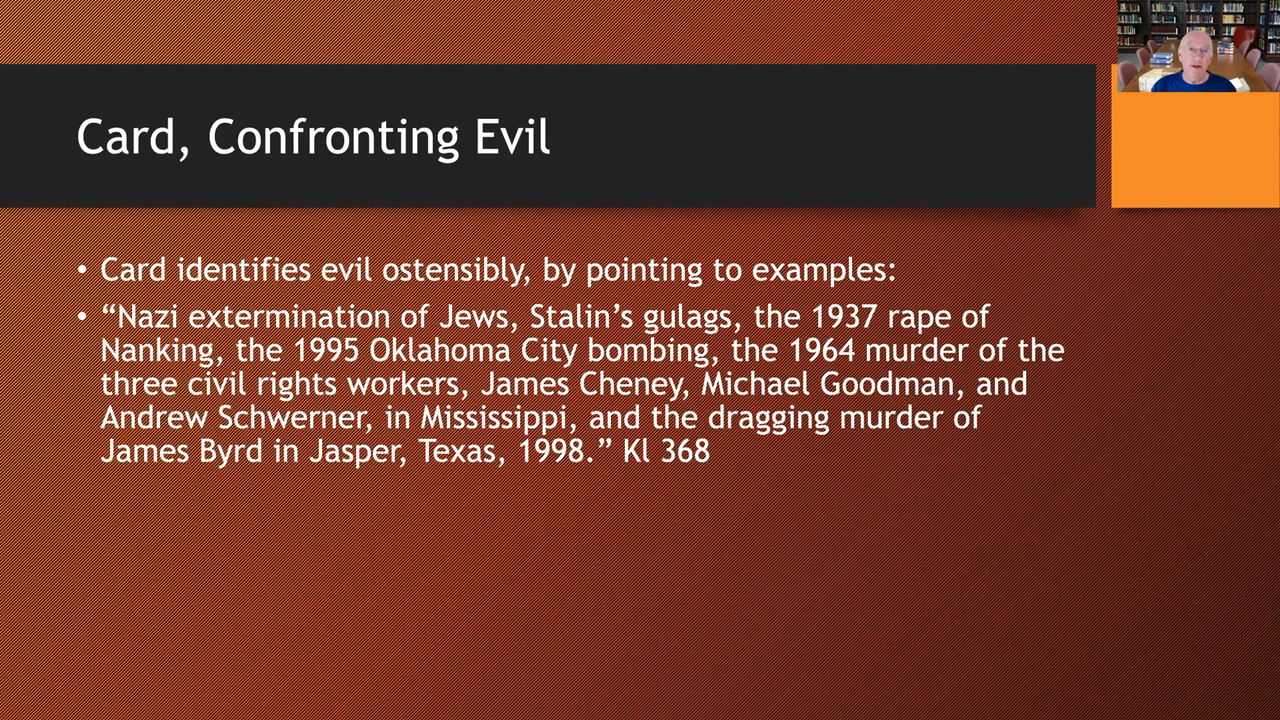 Card, Confronting Evil
• Card identifies evil ostensibly, by pointing to examples:
• “Nazi extermination of Jews, Stalin’s gulags, the 1937 rape of
Nanking, the 1995 Oklahoma City bombing, the 1964 murder of the
three civil rights workers, James Cheney, Michael Goodman, and
Andrew Schwerner, in Mississippi, and the dragging murder of
James Byrd in Jasper, Texas, 1998.” Kl 368